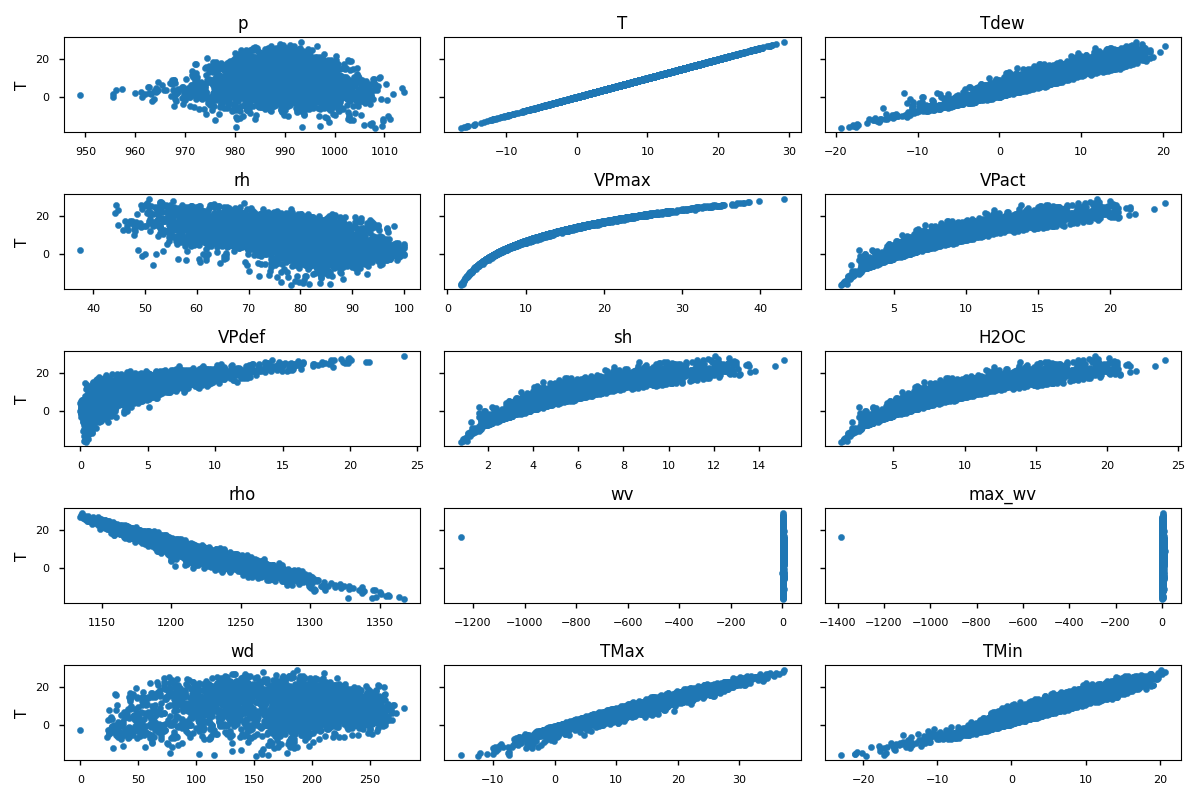 p T Tdew
T 20 0
950 960 970 980 990 1000 1010 −10 0 10 20 30 −20 −10 0 10 20
rh VPmax VPact
T 20 0
40 50 60 70 80 90 100 0 10 20 30 40 5 10 15 20
VPdef sh H2OC
T 20 0
0 5 10 15 20 25 2 4 6 8 10 12 14 5 10 15 20 25
rho wv max_wv
T 20 0
1150 1200 1250 1300 1350 −1200 −1000 −800 −600 −400 −200 0 −1400 −1200 −1000 −800 −600 −400 −200 0
wd TMax TMin
T 20 0
0 50 100 150 200 250 −10 0 10 20 30 −20 −10 0 10 20